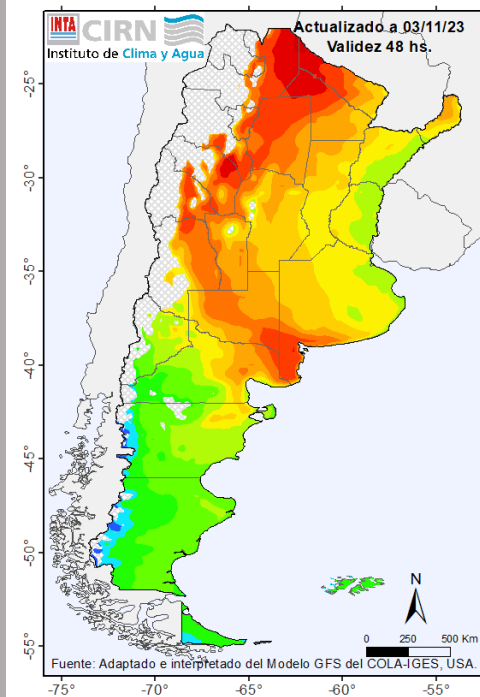 INTA CIRN
Instituto de Clima y Agua
Actualizado a 03/11/23
Validez 48 hs.
-25°
-30°
-35°
-40°
-45°
-50°
-55°
N
0 250 500 Km
Fuente: Adaptado e interpretado del Modelo GFS del COLA-IGES, USA.
-75° -70° -65° -60° -55°